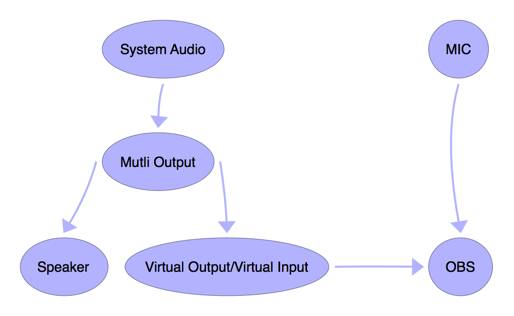 System Audio
MIC
Mutli Output
Speaker
Virtual Output/Virtual Input
OBS